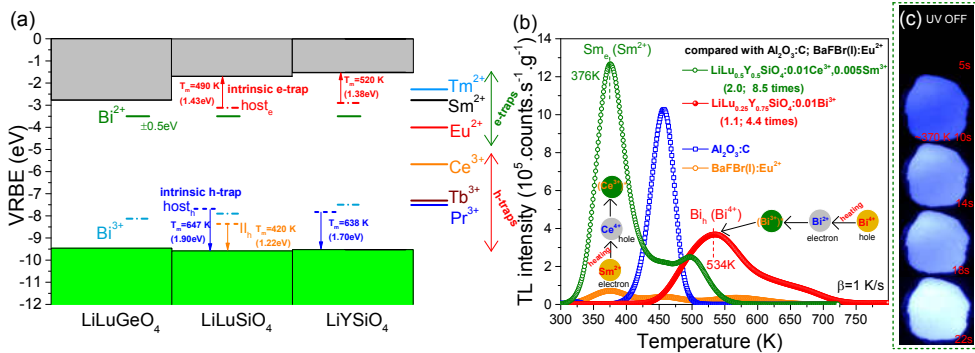 (a)
VRBE (eV)
0
-1
-2
-3
-4
-5
-6
-7
-8
-9
-10
-11
-12
Bi²⁺
±0.5eV
Bi³⁺
Tₘ=490 K
(1.43eV)
intrinsic e-trap
hostₑ
Tₘ=520 K
(1.38eV)
intrinsic h-trap
hostₕ
Tₘ=647 K
(1.90eV)
IIₕ
Tₘ=420 K
(1.22eV)
Tₘ=638 K
(1.70eV)
Tm²⁺
Sm²⁺
Eu²⁺
Ce³⁺
Tb³⁺
Pr³⁺
e-traps
h-traps
LiLuGeO₄
LiLuSiO₄
LiYSiO₄
(b)
TL intensity (10⁵.counts.s⁻¹.g⁻¹)
14
12
10
8
6
4
2
0
Smₑ (Sm²⁺)
376K
compared with Al₂O₃:C; BaFBr(I):Eu²⁺
LiLu₀.₅Y₀.₅SiO₄:0.01Ce³⁺,0.005Sm³⁺
(2.0; 8.5 times)
LiLu₀.₂₅Y₀.₇₅SiO₄:0.01Bi³⁺
(1.1; 4.4 times)
Al₂O₃:C
BaFBr(I):Eu²⁺
(Ce³⁺)*
Ce⁴⁺
hole
heating
Sm²⁺
electron
Biₕ (Bi⁴⁺)
534K
(Bi³⁺)*
Bi²⁺
electron
heating
Bi⁴⁺
hole
β=1 K/s
300 350 400 450 500 550 600 650 700 750
Temperature (K)
(c)
UV OFF
5s
~370 K 10s
14s
18s
22s